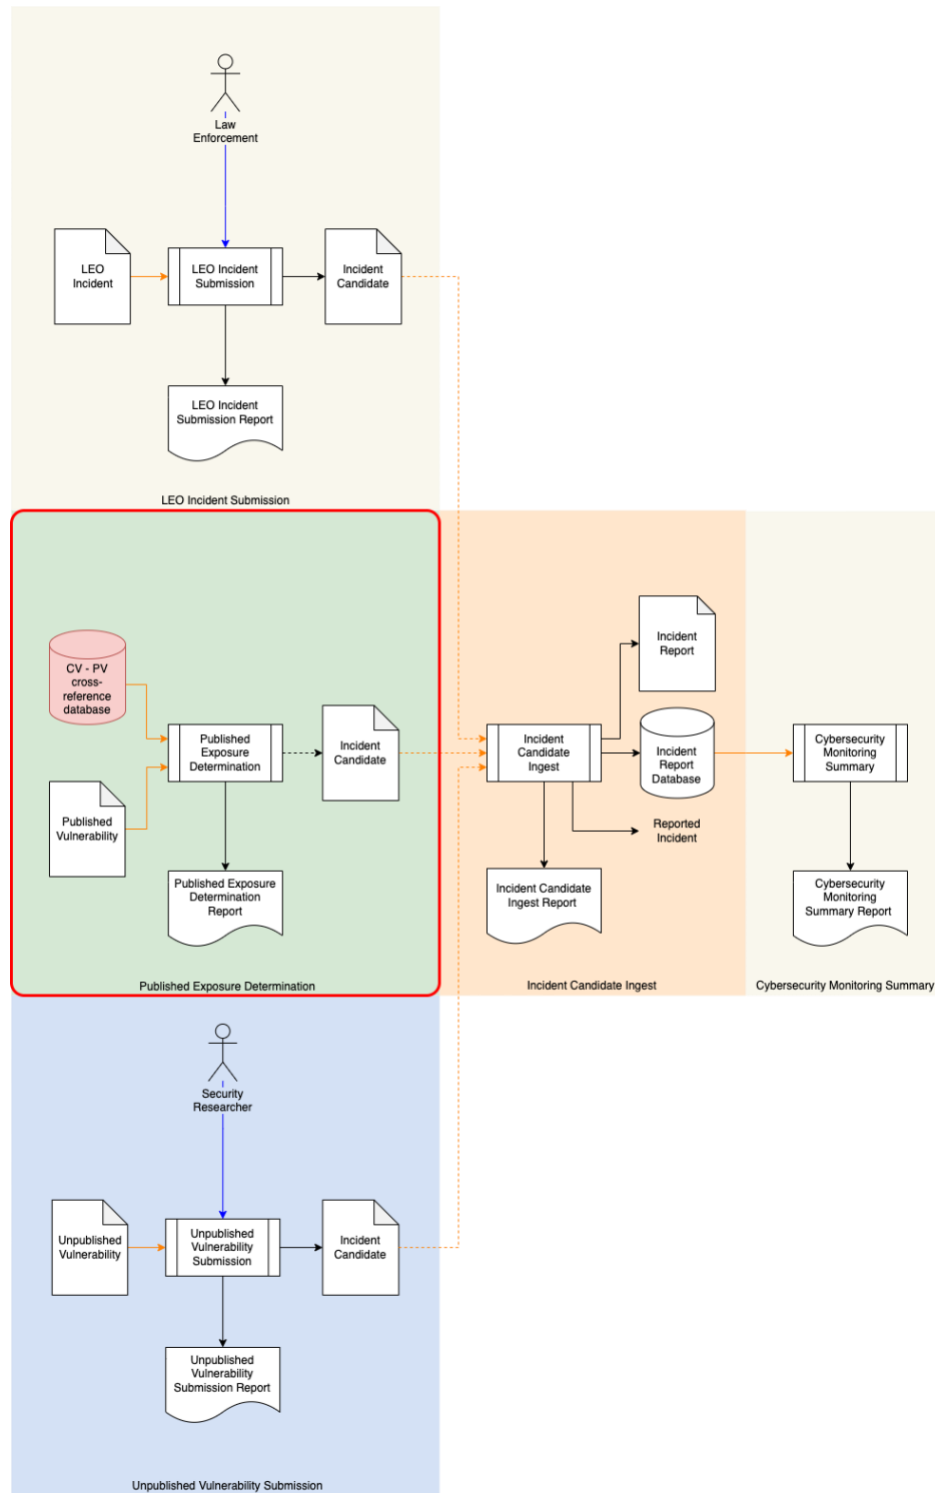 Law
Enforcement
LEO
Incident
LEO Incident
Submission
Incident
Candidate
LEO Incident
Submission Report
LEO Incident Submission
CV - PV
cross-
reference
database
Published
Vulnerability
Published
Exposure
Determination
Incident
Candidate
Published Exposure
Determination
Report
Published Exposure Determination
Incident
Candidate
Ingest
Incident
Report
Incident
Report
Database
Reported
Incident
Incident Candidate
Ingest Report
Incident Candidate Ingest
Cybersecurity
Monitoring
Summary
Cybersecurity
Monitoring
Summary Report
Cybersecurity Monitoring Summary
Security
Researcher
Unpublished
Vulnerability
Unpublished
Vulnerability
Submission
Incident
Candidate
Unpublished
Vulnerability
Submission Report
Unpublished Vulnerability Submission